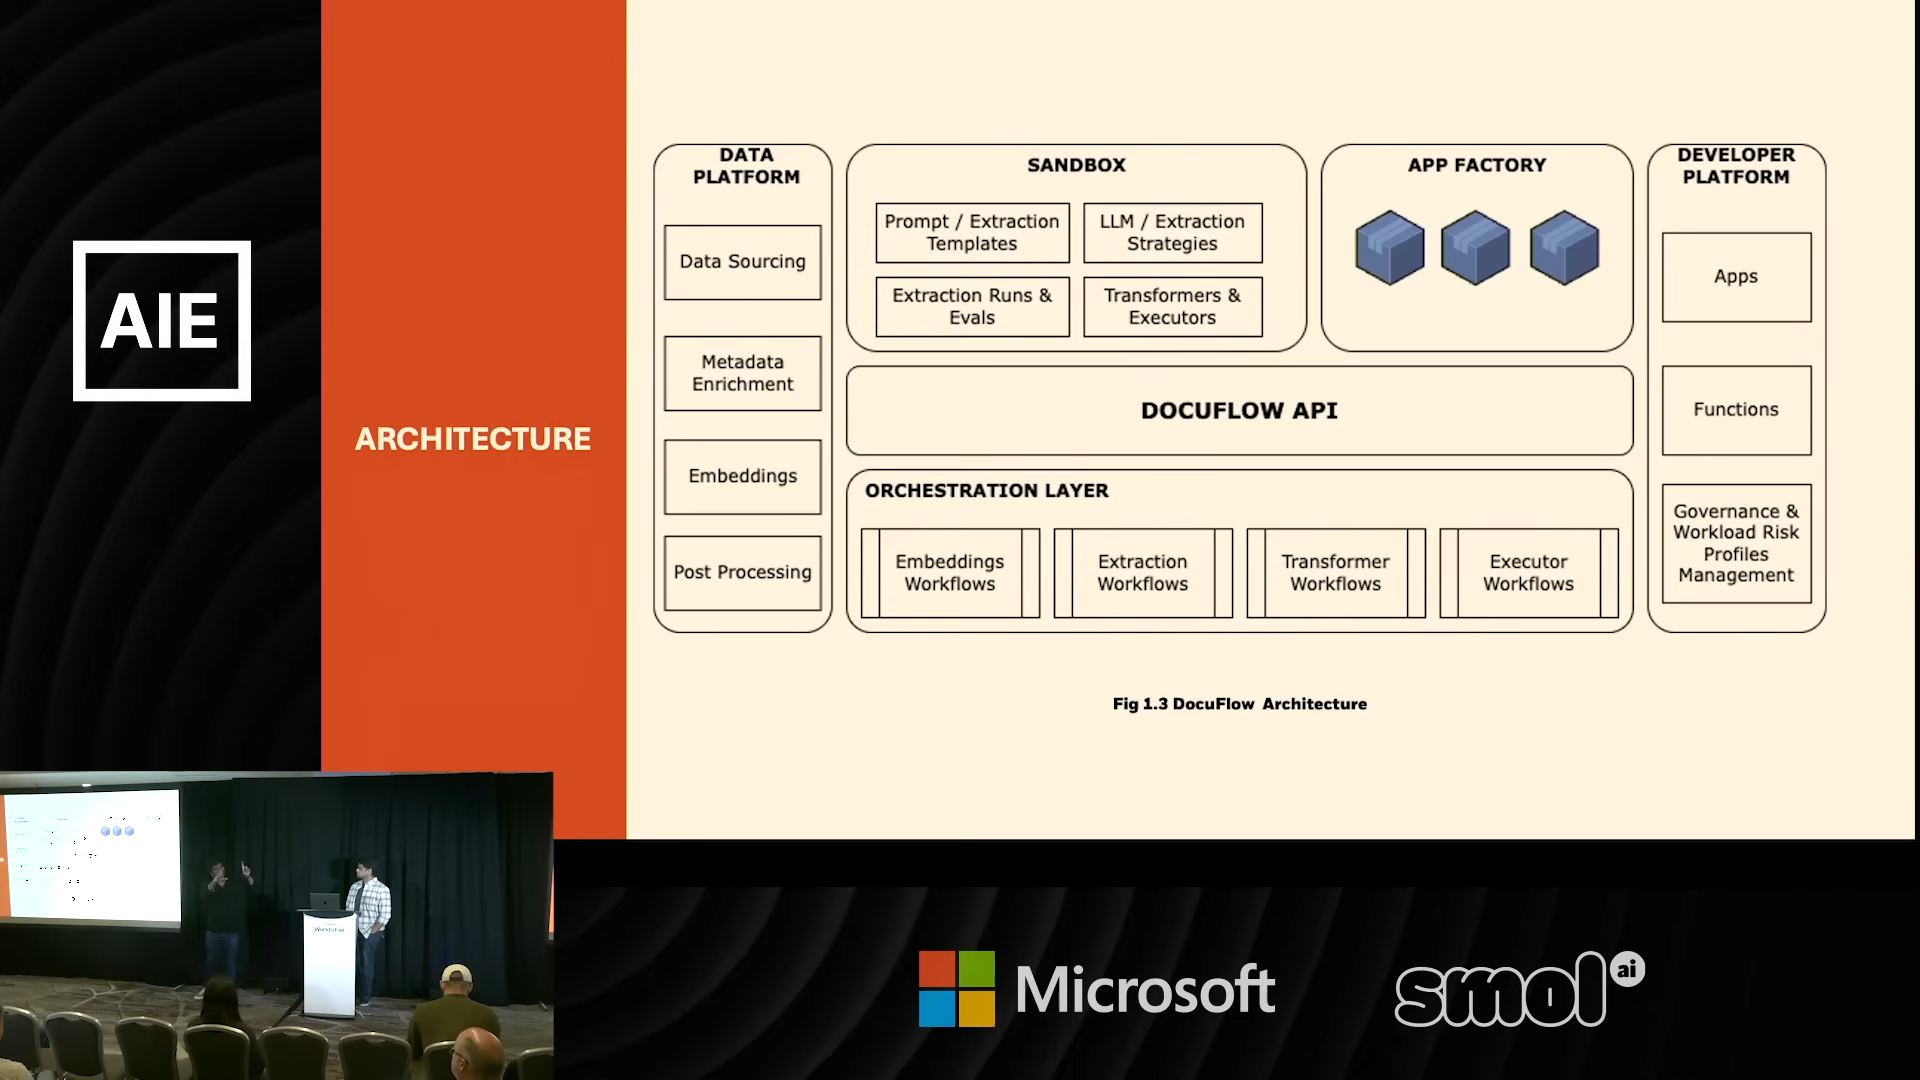 AIE
ARCHITECTURE
DATA
PLATFORM
Data Sourcing
Metadata
Enrichment
Embeddings
Post Processing
SANDBOX
Prompt / Extraction
Templates
LLM / Extraction
Strategies
Extraction Runs &
Evals
Transformers &
Executors
APP FACTORY
DOCUFLOW API
ORCHESTRATION LAYER
Embeddings
Workflows
Extraction
Workflows
Transformer
Workflows
Executor
Workflows
DEVELOPER
PLATFORM
Apps
Functions
Governance &
Workload Risk
Profiles
Management
Fig 1.3 DocuFlow Architecture
Microsoft
smol ai